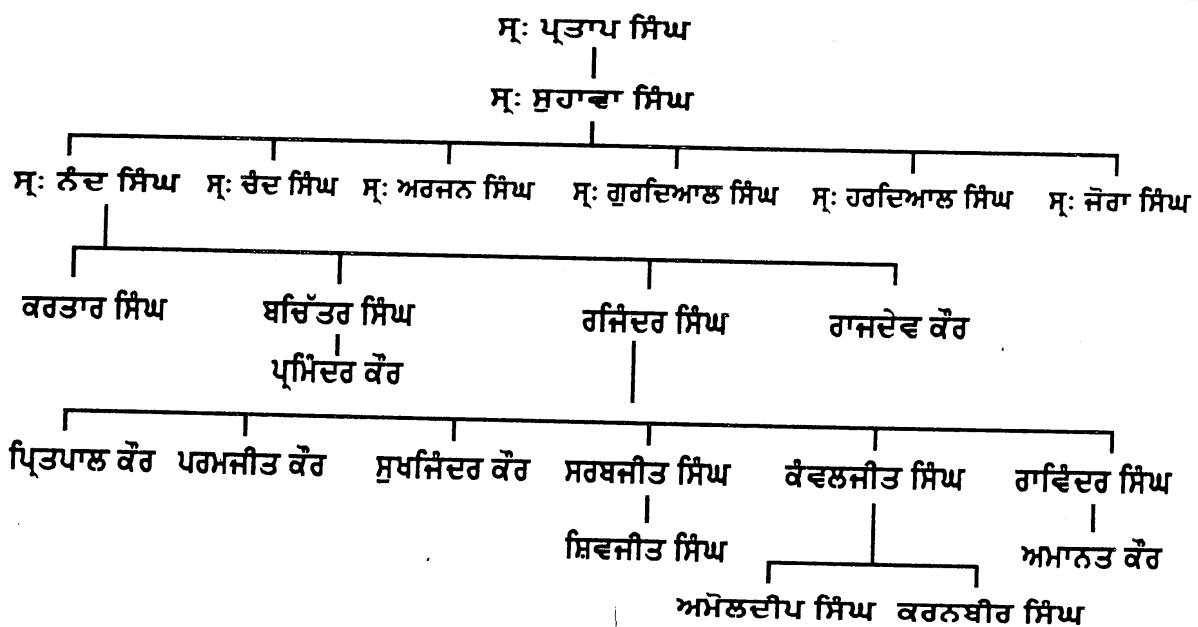 ਸ੍ਰ: ਪ੍ਰਤਾਪ ਸਿੰਘ
ਸ੍ਰ: ਸੁਹਾਵਾ ਸਿੰਘ
ਸ੍ਰ: ਨੰਦ ਸਿੰਘ ਸ੍ਰ: ਚੰਦ ਸਿੰਘ ਸ੍ਰ: ਅਰਜਨ ਸਿੰਘ ਸ੍ਰ: ਗੁਰਦਿਆਲ ਸਿੰਘ ਸ੍ਰ: ਹਰਦਿਆਲ ਸਿੰਘ ਸ੍ਰ: ਜੋਰਾ ਸਿੰਘ
ਕਰਤਾਰ ਸਿੰਘ ਬਚਿੱਤਰ ਸਿੰਘ ਰਜਿੰਦਰ ਸਿੰਘ ਰਾਜਦੇਵ ਕੌਰ
ਪ੍ਰਮਿੰਦਰ ਕੌਰ
ਪ੍ਰਿਤਪਾਲ ਕੌਰ ਪਰਮਜੀਤ ਕੌਰ ਸੁਖਜਿੰਦਰ ਕੌਰ ਸਰਬਜੀਤ ਸਿੰਘ ਕੰਵਲਜੀਤ ਸਿੰਘ ਰਾਵਿੰਦਰ ਸਿੰਘ
ਸ਼ਿਵਜੀਤ ਸਿੰਘ ਅਮਾਨਤ ਕੌਰ
ਅਮੋਲਦੀਪ ਸਿੰਘ ਕਰਨਬੀਰ ਸਿੰਘ